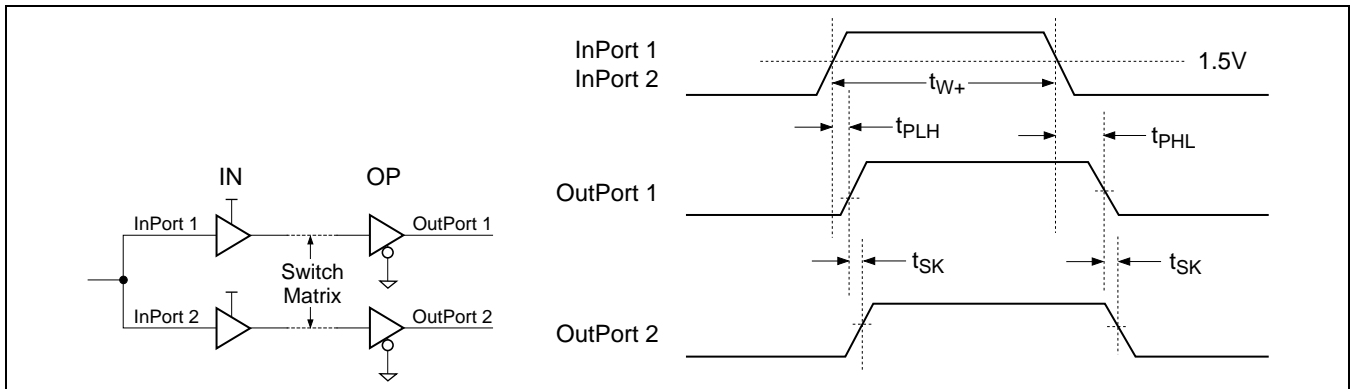 IN
OP
InPort 1
OutPort 1
Switch
Matrix
InPort 2
OutPort 2
InPort 1
InPort 2
1.5V
tW+
tPLH
tPHL
OutPort 1
tSK
tSK
OutPort 2